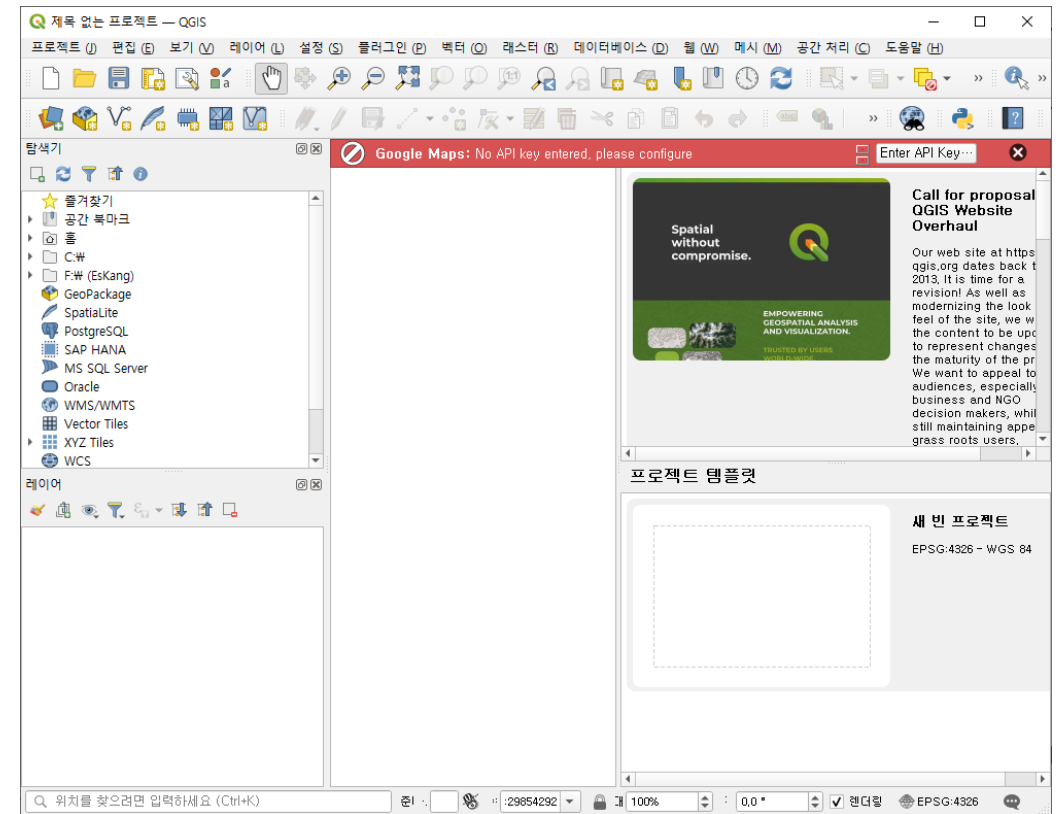 제목 없는 프로젝트 — QGIS
프로젝트 (J) 편집 (E) 보기 (V) 레이어 (L) 설정 (S) 플러그인 (P) 벡터 (O) 래스터 (R) 데이터베이스 (D) 웹 (W) 메시 (M) 공간 처리 (C) 도움말 (H)
탐색기
즐겨찾기
공간 북마크
홈
C:₩
F:₩ (EsKang)
GeoPackage
SpatiaLite
PostgreSQL
SAP HANA
MS SQL Server
Oracle
WMS/WMTS
Vector Tiles
XYZ Tiles
WCS
레이어
Google Maps: No API key entered, please configure
Enter API Key···
Spatial
without
compromise.
EMPOWERING
GEOSPATIAL ANALYSIS
AND VISUALIZATION.
TRUSTED BY USERS
WORLD-WIDE
Call for proposal
QGIS Website
Overhaul
Our web site at https
qgis.org dates back t
2013. It is time for a
revision! As well as
modernizing the look
feel of the site, we w
the content to be upd
to represent changes
the maturity of the pr
We want to appeal to
audiences, especially
business and NGO
decision makers, whil
still maintaining appe
grass roots users,
프로젝트 템플릿
새 빈 프로젝트
EPSG:4326 - WGS 84
위치를 찾으려면 입력하세요 (Ctrl+K) :29854292 100% 0,0 ° 렌더링 EPSG:4326